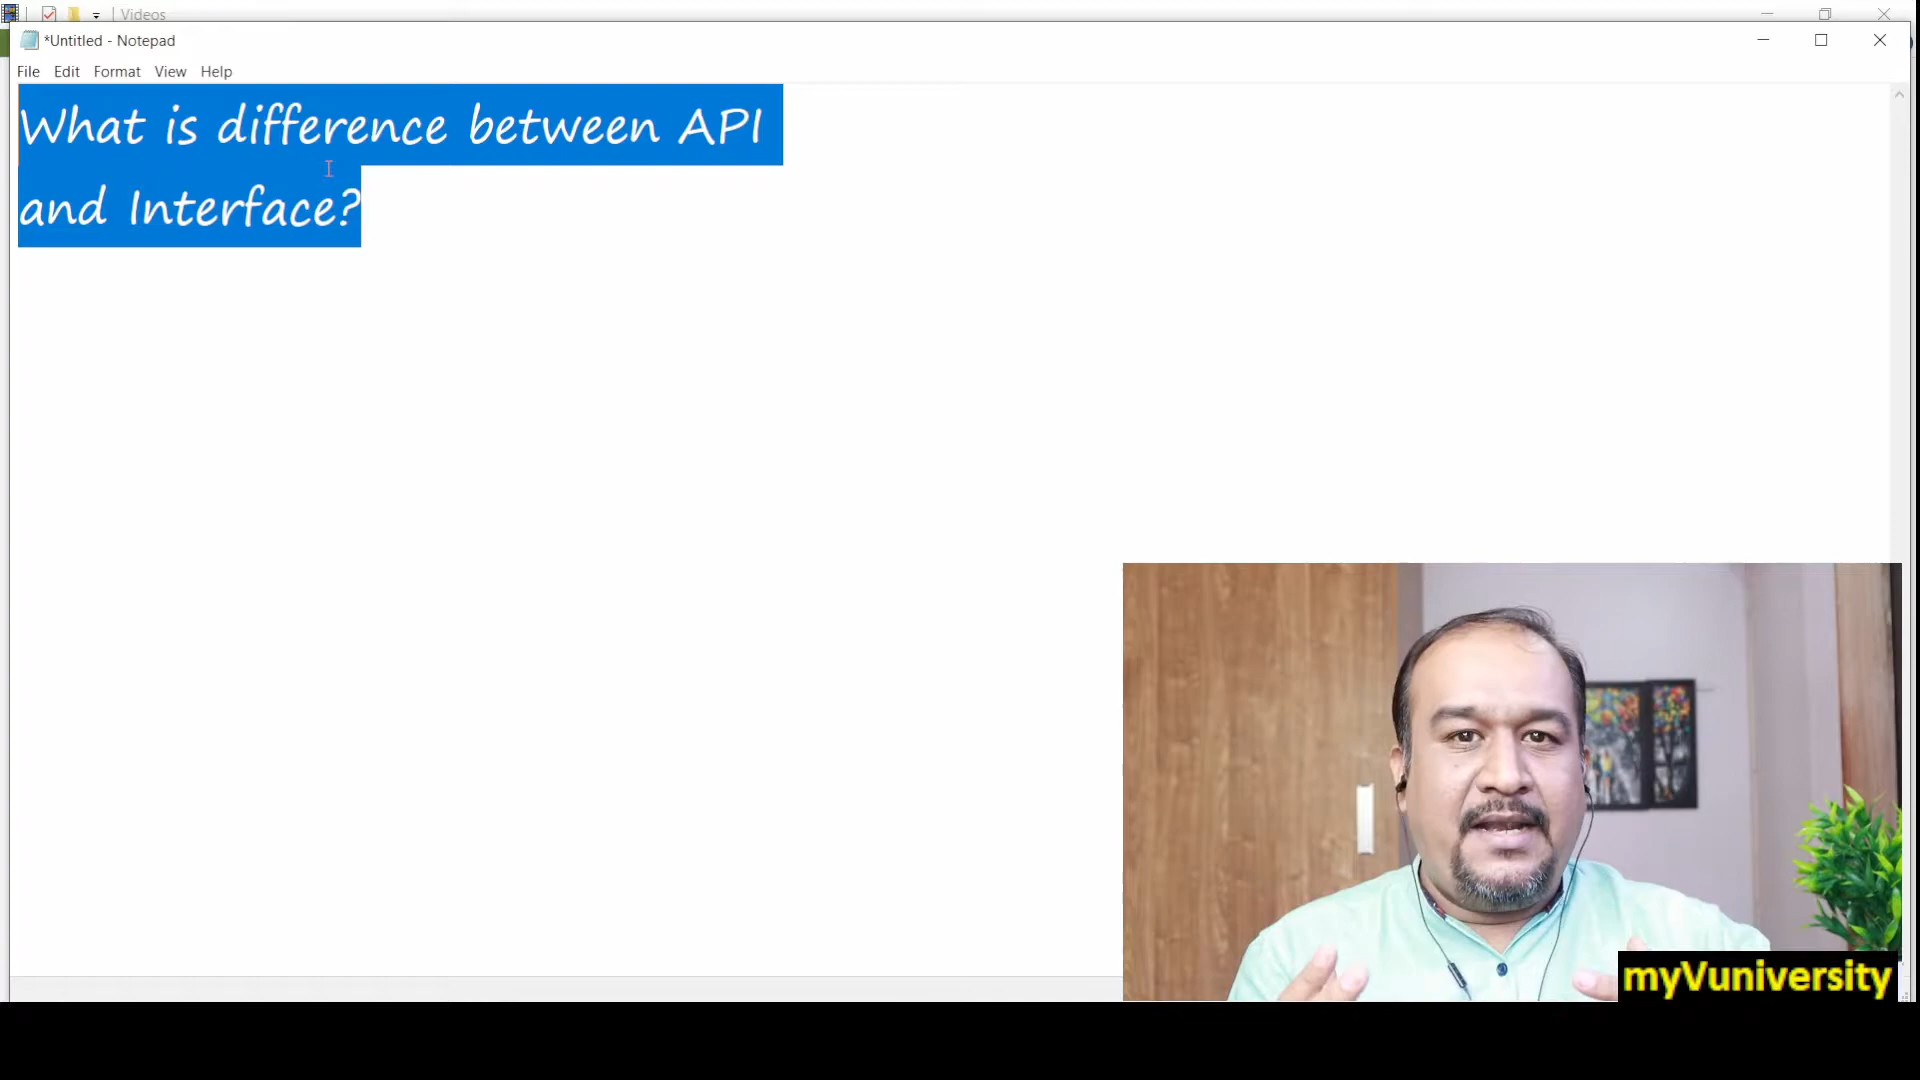 Videos
*Untitled - Notepad
File Edit Format View Help
What is difference between API
and Interface?
myVuniversity